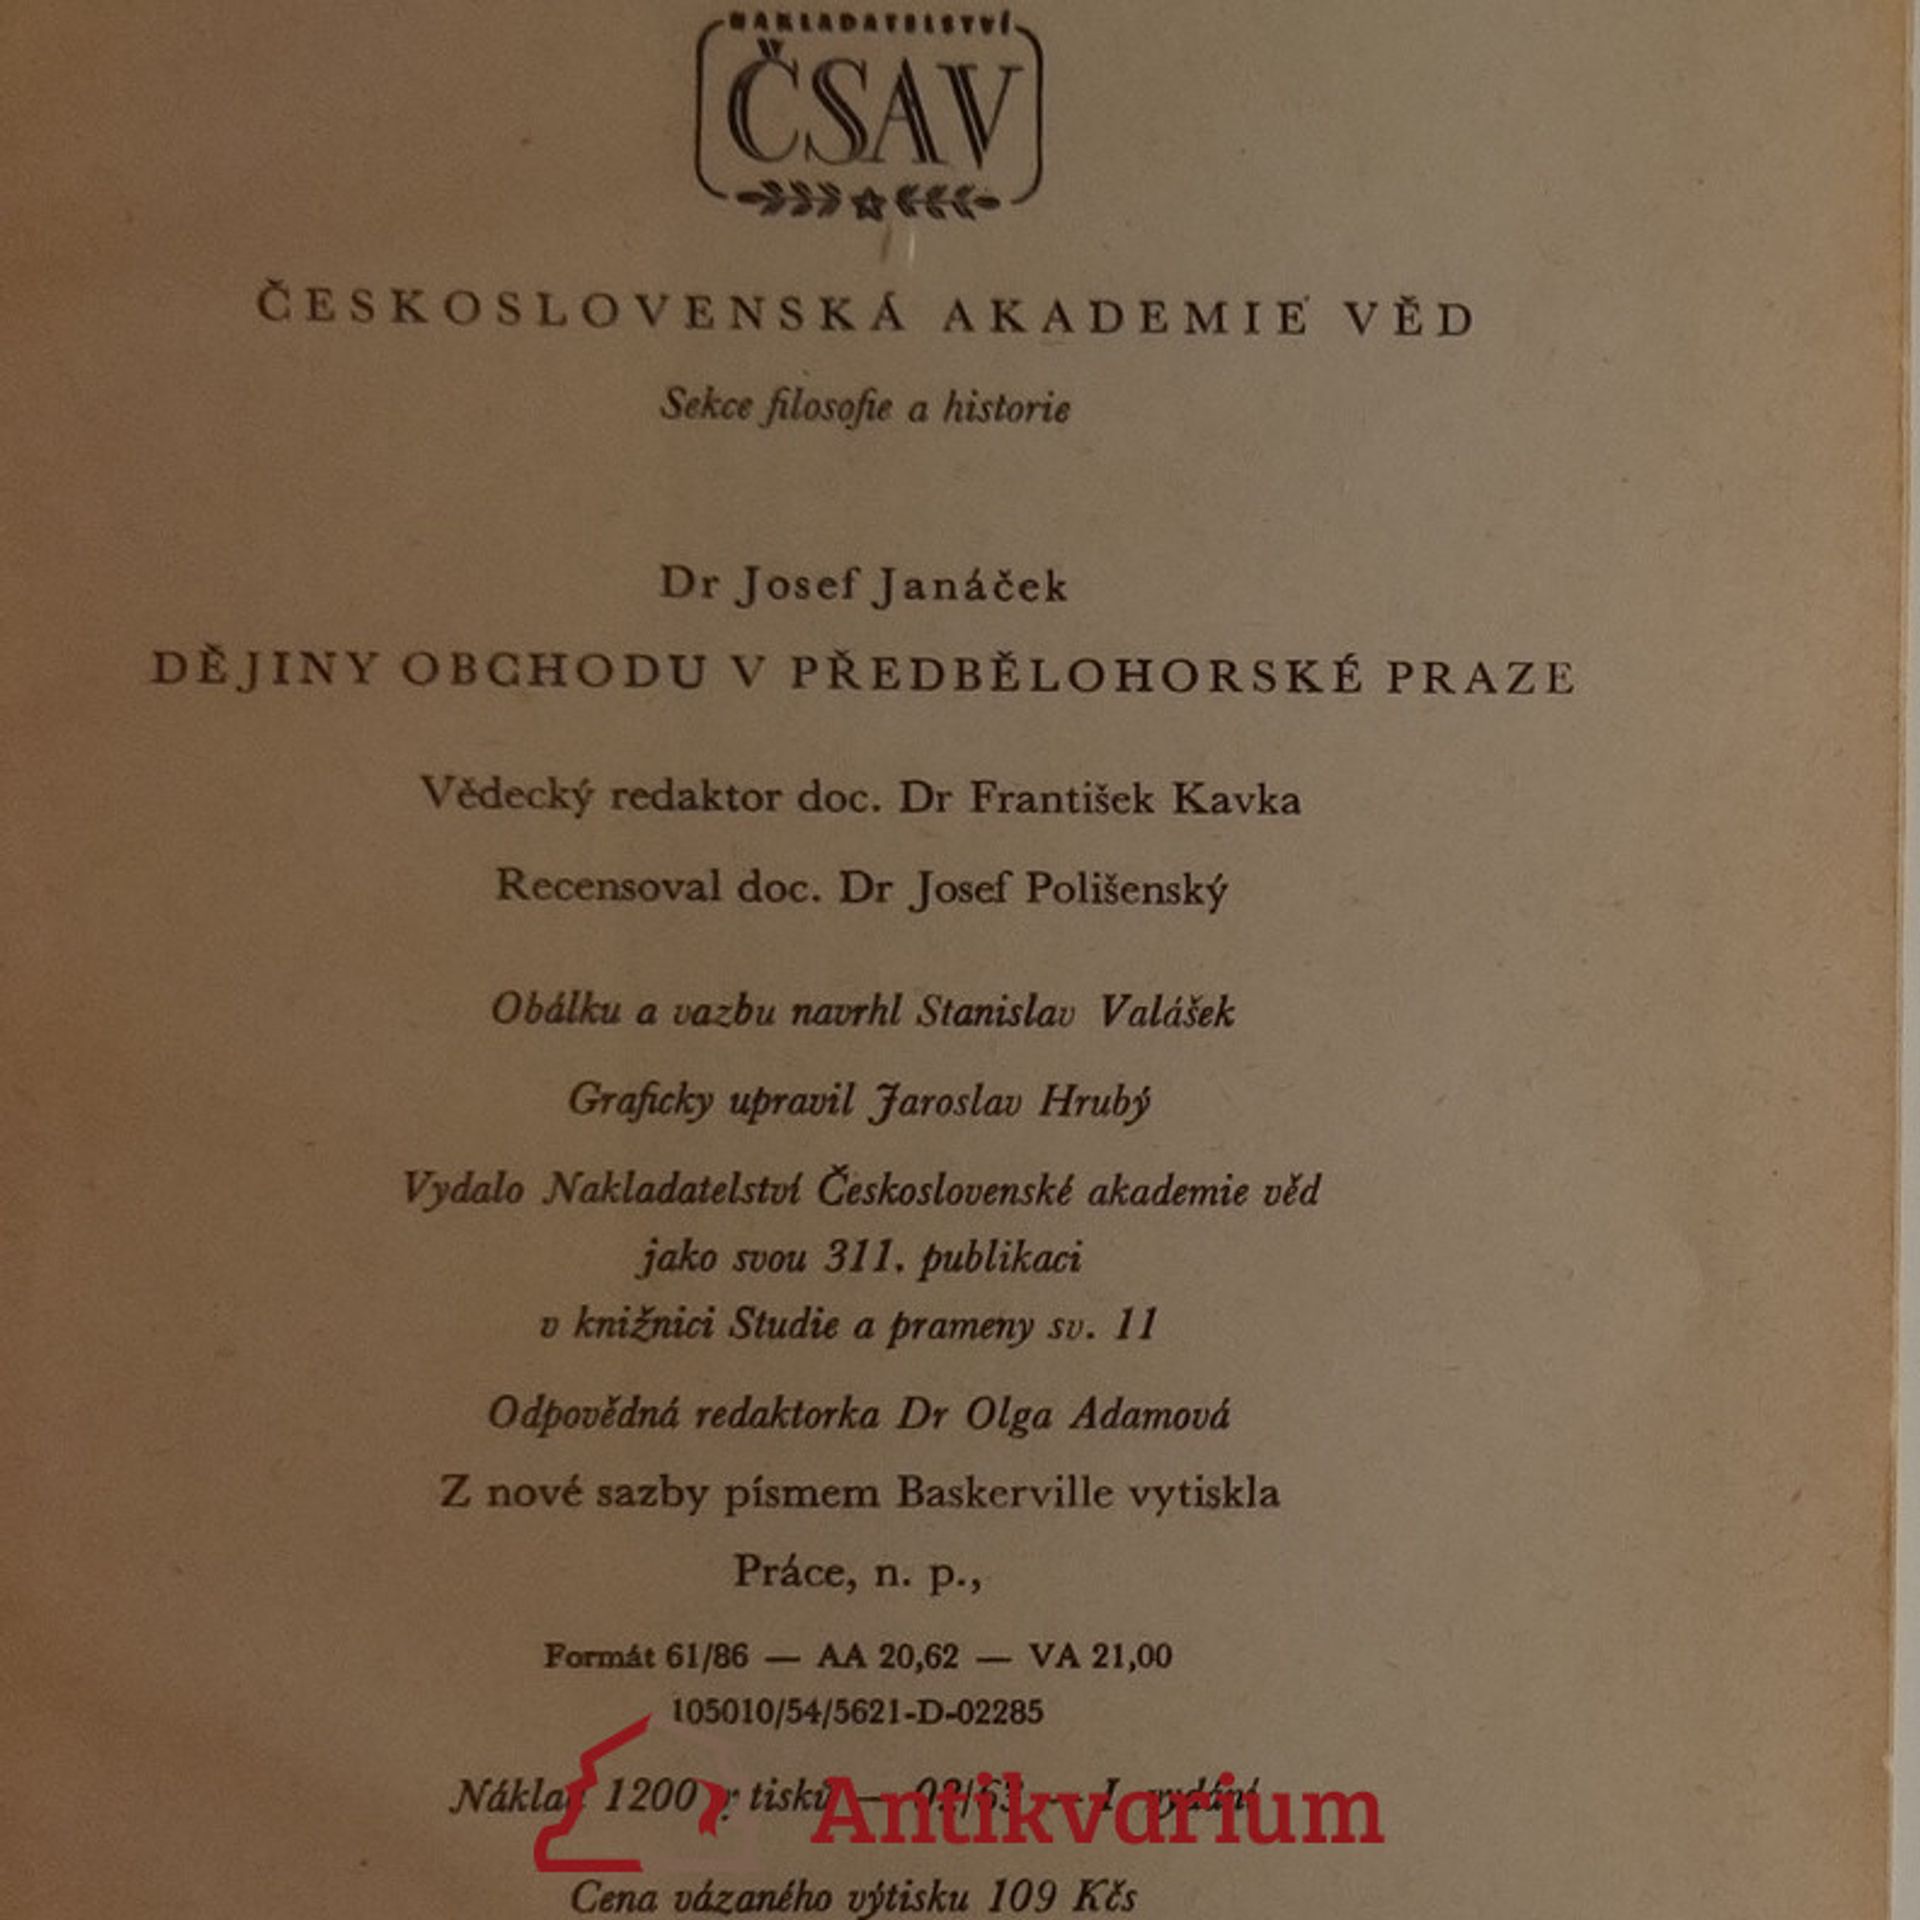 NAKLADATELSTVÍ
ČSAV
ČESKOSLOVENSKÁ AKADEMIE VĚD
Sekce filosofie a historie
Dr Josef Janáček
DĚJINY OBCHODU V PŘEDBĚLOHORSKÉ PRAZE
Vědecký redaktor doc. Dr František Kavka
Recensoval doc. Dr Josef Polišenský
Obálku a vazbu navrhl Stanislav Valášek
Graficky upravil Jaroslav Hrubý
Vydalo Nakladatelství Československé akademie věd
jako svou 311. publikaci
v knižnici Studie a prameny sv. 11
Odpovědná redaktorka Dr Olga Adamová
Z nové sazby písmem Baskerville vytiskla
Práce, n. p.,
Formát 61/86 — AA 20,62 — VA 21,00
105010/54/5621-D-02285
Náklad 1200 tisků — — I. vydání
Antikvarium
Cena vázaného výtisku 109 Kčs